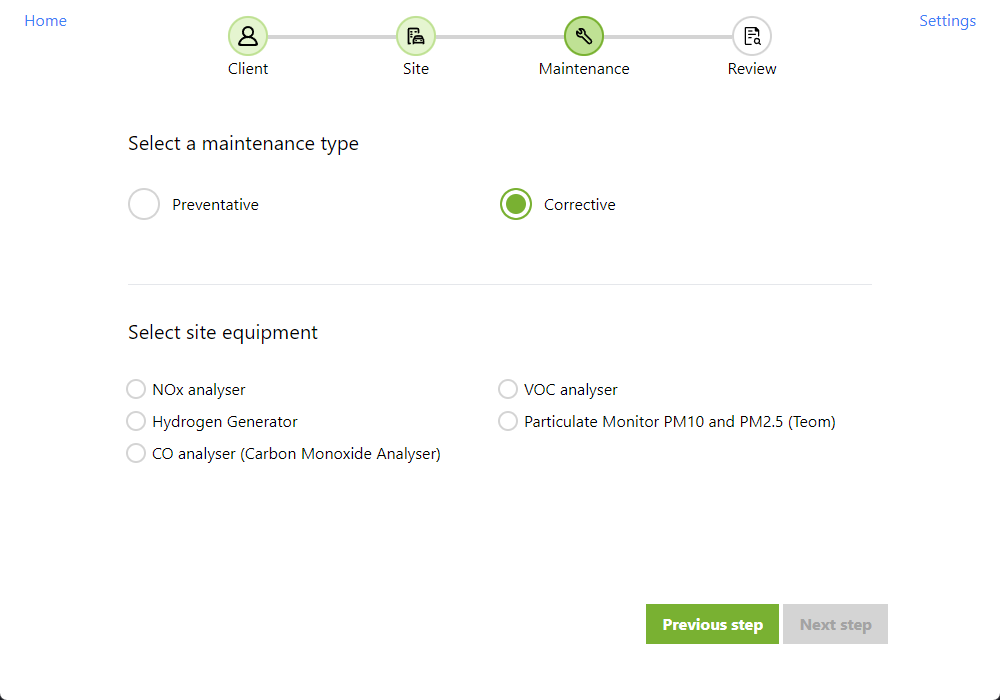 Home
Settings
Client
Site
Maintenance
Review
Select a maintenance type
Preventative
Corrective
Select site equipment
NOx analyser
VOC analyser
Hydrogen Generator
Particulate Monitor PM10 and PM2.5 (Teom)
CO analyser (Carbon Monoxide Analyser)
Previous step
Next step